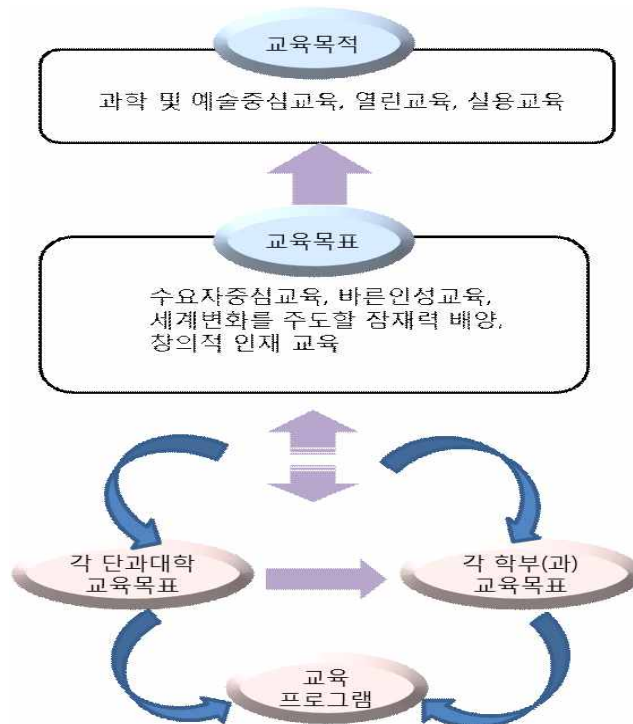 교육목적
과학 및 예술중심교육, 열린교육, 실용교육
교육목표
수요자중심교육, 바른인성교육,
세계변화를 주도할 잠재력 배양,
창의적 인재 교육
각 단과대학
교육목표
각 학부(과)
교육목표
교육
프로그램